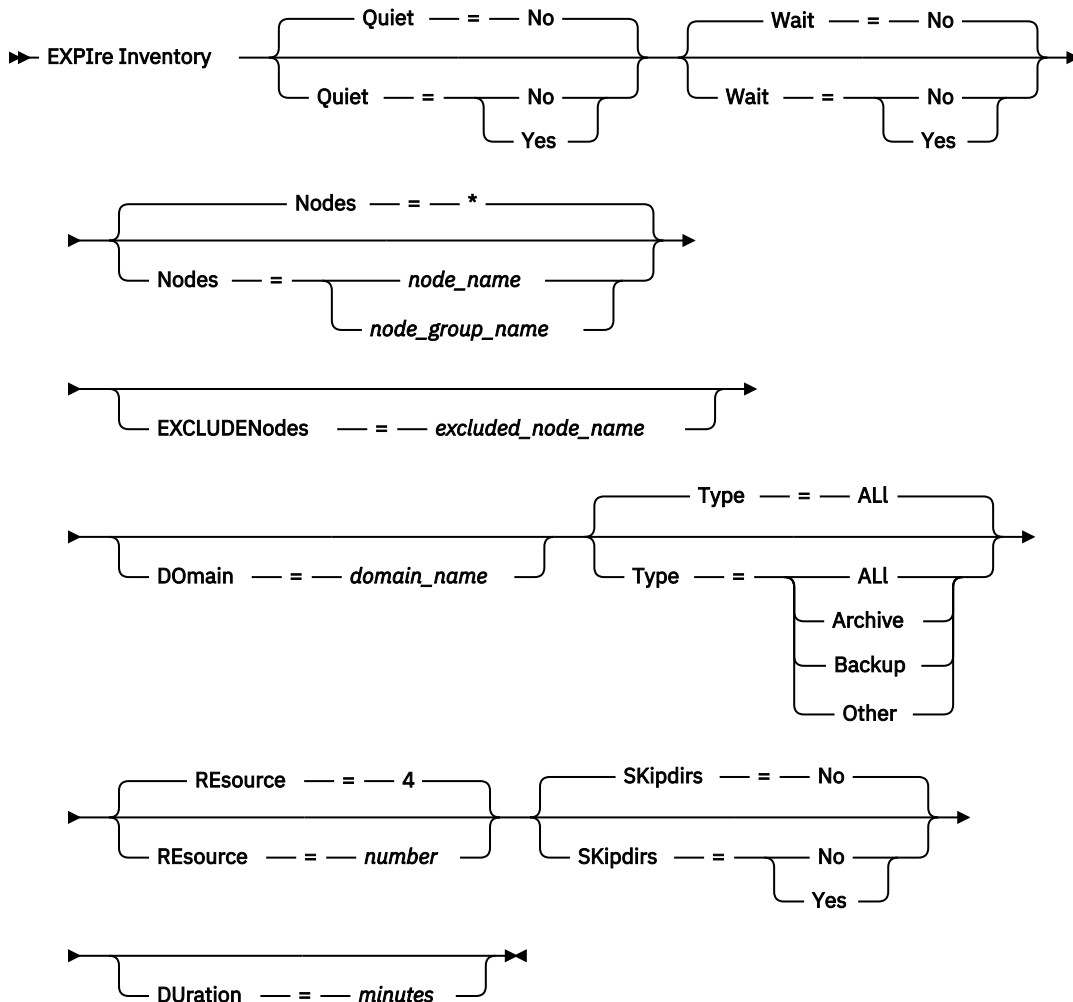 Quiet = No Wait = No
EXPIre Inventory
Quiet = No Wait = No
Yes Yes
Nodes = *
Nodes = node_name
node_group_name
EXCLUDENodes = excluded_node_name
Type = ALl
DOmain = domain_name Type = ALl
Archive
Backup
Other
REsource = 4 SKipdirs = No
REsource = number SKipdirs = No
Yes
DUration = minutes